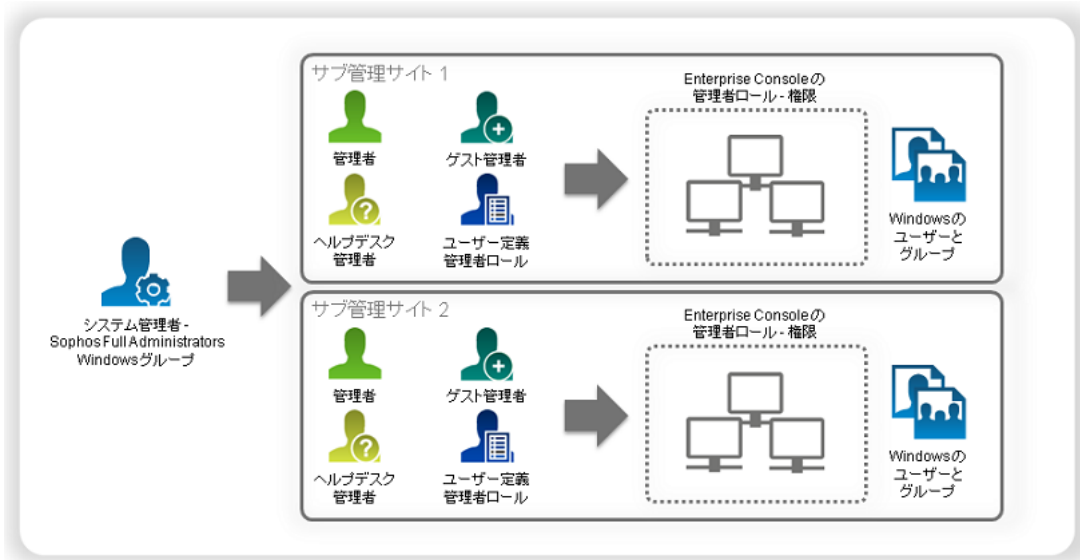 サブ管理サイト 1
管理者
ゲスト管理者
ヘルプデスク
管理者
ユーザー定義
管理者ロール
Enterprise Consoleの
管理者ロール - 権限
Windowsの
ユーザーと
グループ
システム管理者 -
Sophos Full Administrators
Windowsグループ
サブ管理サイト 2
管理者
ゲスト管理者
ヘルプデスク
管理者
ユーザー定義
管理者ロール
Enterprise Consoleの
管理者ロール - 権限
Windowsの
ユーザーと
グループ